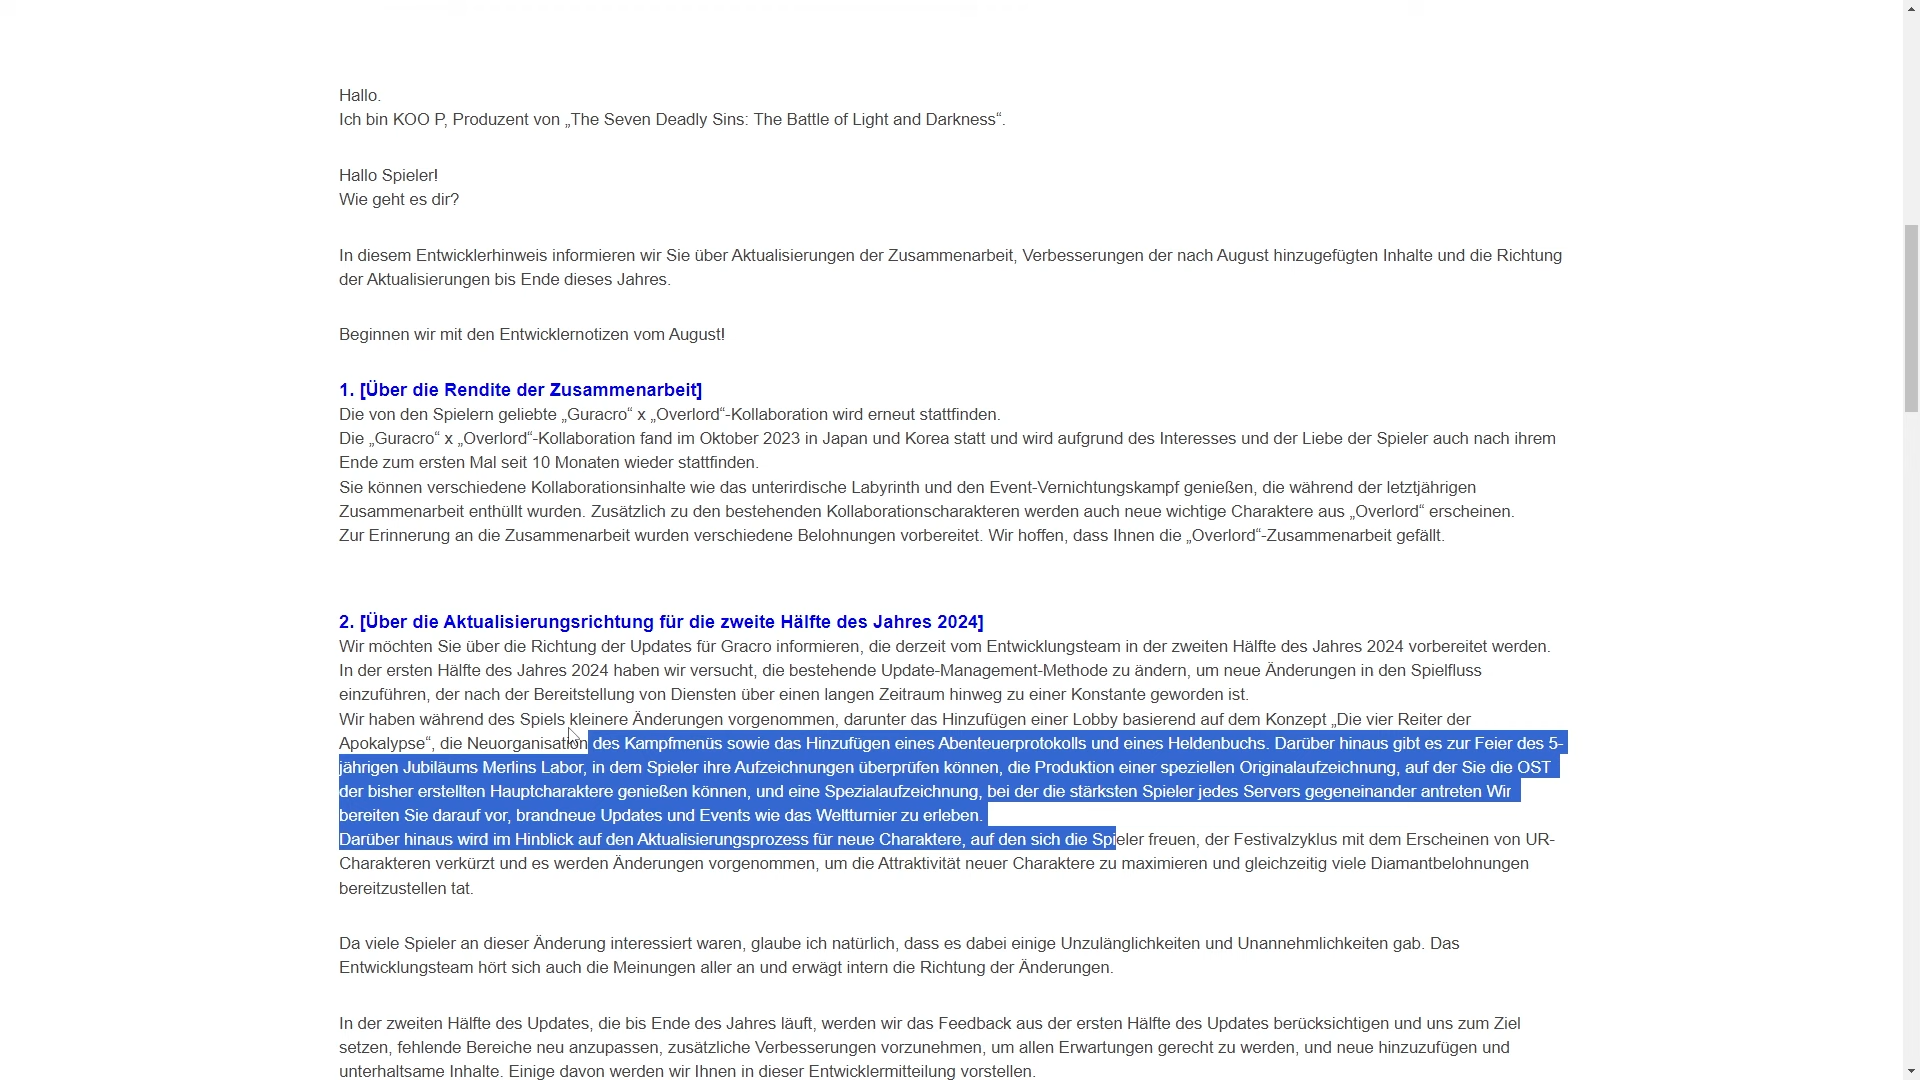 Hallo.
Ich bin KOO P, Produzent von „The Seven Deadly Sins: The Battle of Light and Darkness“.
Hallo Spieler!
Wie geht es dir?
In diesem Entwicklerhinweis informieren wir Sie über Aktualisierungen der Zusammenarbeit, Verbesserungen der nach August hinzugefügten Inhalte und die Richtung
der Aktualisierungen bis Ende dieses Jahres.
Beginnen wir mit den Entwicklernotizen vom August!
1. [Über die Rendite der Zusammenarbeit]
Die von den Spielern geliebte „Guracro“ x „Overlord“-Kollaboration wird erneut stattfinden.
Die „Guracro“ x „Overlord“-Kollaboration fand im Oktober 2023 in Japan und Korea statt und wird aufgrund des Interesses und der Liebe der Spieler auch nach ihrem
Ende zum ersten Mal seit 10 Monaten wieder stattfinden.
Sie können verschiedene Kollaborationsinhalte wie das unterirdische Labyrinth und den Event-Vernichtungskampf genießen, die während der letztjährigen
Zusammenarbeit enthüllt wurden. Zusätzlich zu den bestehenden Kollaborationscharakteren werden auch neue wichtige Charaktere aus „Overlord“ erscheinen.
Zur Erinnerung an die Zusammenarbeit wurden verschiedene Belohnungen vorbereitet. Wir hoffen, dass Ihnen die „Overlord“-Zusammenarbeit gefällt.
2. [Über die Aktualisierungsrichtung für die zweite Hälfte des Jahres 2024]
Wir möchten Sie über die Richtung der Updates für Gracro informieren, die derzeit vom Entwicklungsteam in der zweiten Hälfte des Jahres 2024 vorbereitet werden.
In der ersten Hälfte des Jahres 2024 haben wir versucht, die bestehende Update-Management-Methode zu ändern, um neue Änderungen in den Spielfluss
einzuführen, der nach der Bereitstellung von Diensten über einen langen Zeitraum hinweg zu einer Konstante geworden ist.
Wir haben während des Spiels kleinere Änderungen vorgenommen, darunter das Hinzufügen einer Lobby basierend auf dem Konzept „Die vier Reiter der
Apokalypse“, die Neuorganisation des Kampfmenüs sowie das Hinzufügen eines Abenteuerprotokolls und eines Heldenbuchs. Darüber hinaus gibt es zur Feier des 5-
jährigen Jubiläums Merlins Labor, in dem Spieler ihre Aufzeichnungen überprüfen können, die Produktion einer speziellen Originalaufzeichnung, auf der Sie die OST
der bisher erstellten Hauptcharaktere genießen können, und eine Spezialaufzeichnung, bei der die stärksten Spieler jedes Servers gegeneinander antreten Wir
bereiten Sie darauf vor, brandneue Updates und Events wie das Weltturnier zu erleben.
Darüber hinaus wird im Hinblick auf den Aktualisierungsprozess für neue Charaktere, auf den sich die Spieler freuen, der Festivalzyklus mit dem Erscheinen von UR-
Charakteren verkürzt und es werden Änderungen vorgenommen, um die Attraktivität neuer Charaktere zu maximieren und gleichzeitig viele Diamantbelohnungen
bereitzustellen tat.
Da viele Spieler an dieser Änderung interessiert waren, glaube ich natürlich, dass es dabei einige Unzulänglichkeiten und Unannehmlichkeiten gab. Das
Entwicklungsteam hört sich auch die Meinungen aller an und erwägt intern die Richtung der Änderungen.
In der zweiten Hälfte des Updates, die bis Ende des Jahres läuft, werden wir das Feedback aus der ersten Hälfte des Updates berücksichtigen und uns zum Ziel
setzen, fehlende Bereiche neu anzupassen, zusätzliche Verbesserungen vorzunehmen, um allen Erwartungen gerecht zu werden, und neue hinzuzufügen und
unterhaltsame Inhalte. Einige davon werden wir Ihnen in dieser Entwicklermitteilung vorstellen.